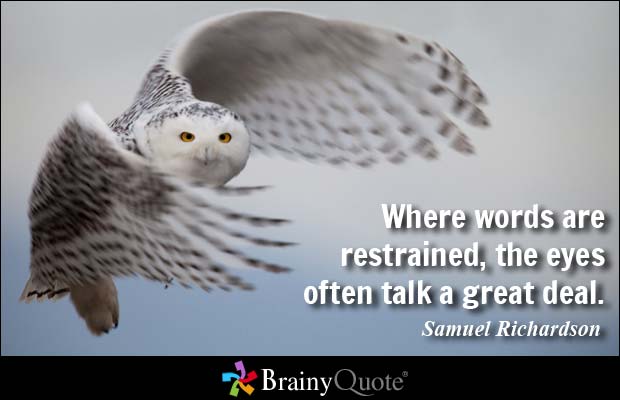 Where words are
restrained, the eyes
often talk a great deal.
Samuel Richardson
BrainyQuote®